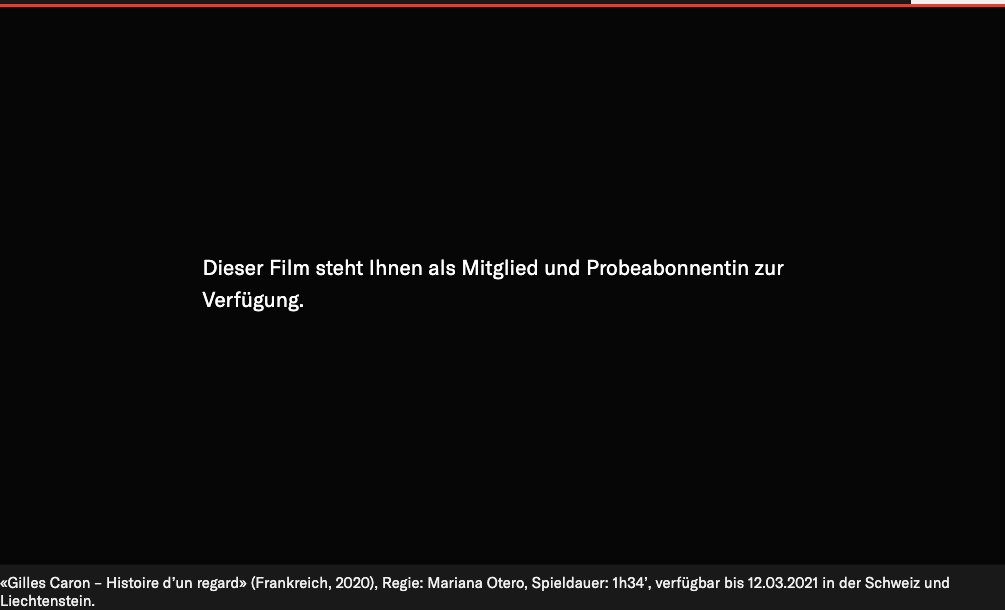 Dieser Film steht Ihnen als Mitglied und Probeabonnentin zur
Verfügung.
«Gilles Caron – Histoire d’un regard» (Frankreich, 2020), Regie: Mariana Otero, Spieldauer: 1h34’, verfügbar bis 12.03.2021 in der Schweiz und
Liechtenstein.